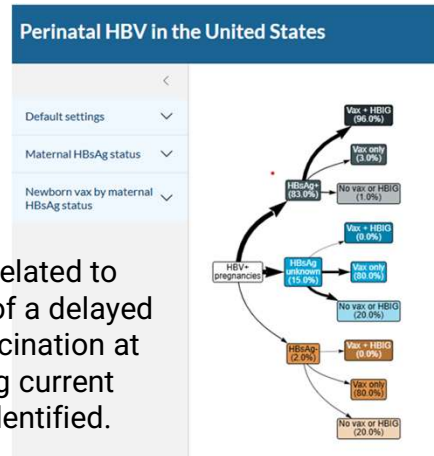 Perinatal HBV in the United States
Default settings
Maternal HBsAg status
Newborn vax by maternal
HBsAg status
elated to
of a delayed
cination at
g current
dentified.
HBV+
pregnancies
HBsAg+
(83.0%)
Vax + HBIG
(96.0%)
Vax only
(3.0%)
No vax or HBIG
(1.0%)
HBsAg
unknown
(15.0%)
Vax + HBIG
(0.0%)
Vax only
(80.0%)
No vax or HBIG
(20.0%)
HBsAg-
(2.0%)
Vax + HBIG
(0.0%)
Vax only
(80.0%)
No vax or HBIG
(20.0%)